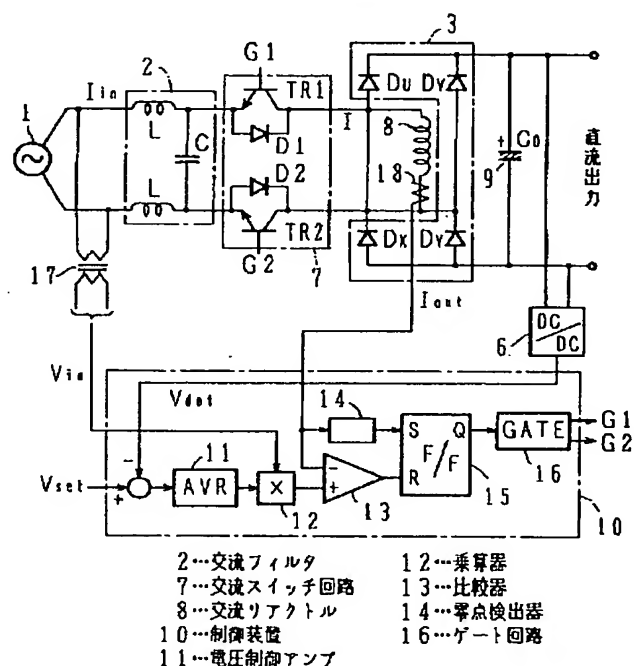 3
G1
2
Iin
TR1
Du
Dv
1
L
I
8
C
D1
+
Co
直流出力
D2
18
9
L
TR2
Dx
Dy
17
G2
7
Iout
DC/DC
6
Vin
Vdet
14
S
Q
GATE
G1
G2
−
11
−
F/F
16
Vset
+
AVR
X
+
R
15
12
13
10
2…交流フィルタ
12…乗算器
7…交流スイッチ回路
13…比較器
8…交流リアクトル
14…零点検出器
10…制御装置
16…ゲート回路
11…電圧制御アンプ